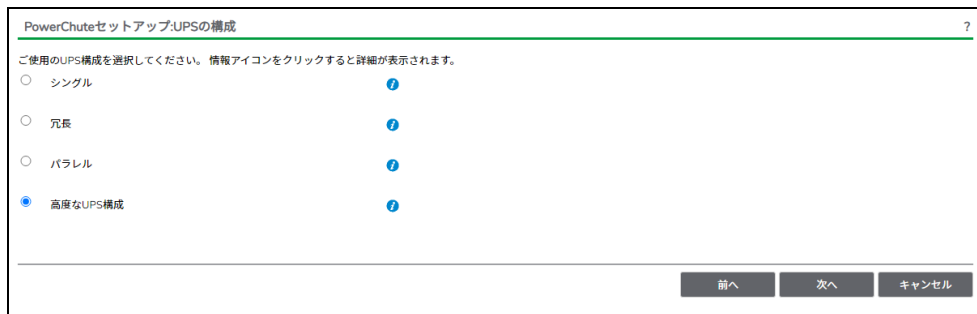 PowerChuteセットアップ:UPSの構成 ?
ご使用のUPS構成を選択してください。 情報アイコンをクリックすると詳細が表示されます。
シングル i
冗長 i
パラレル i
高度なUPS構成 i
前へ 次へ キャンセル